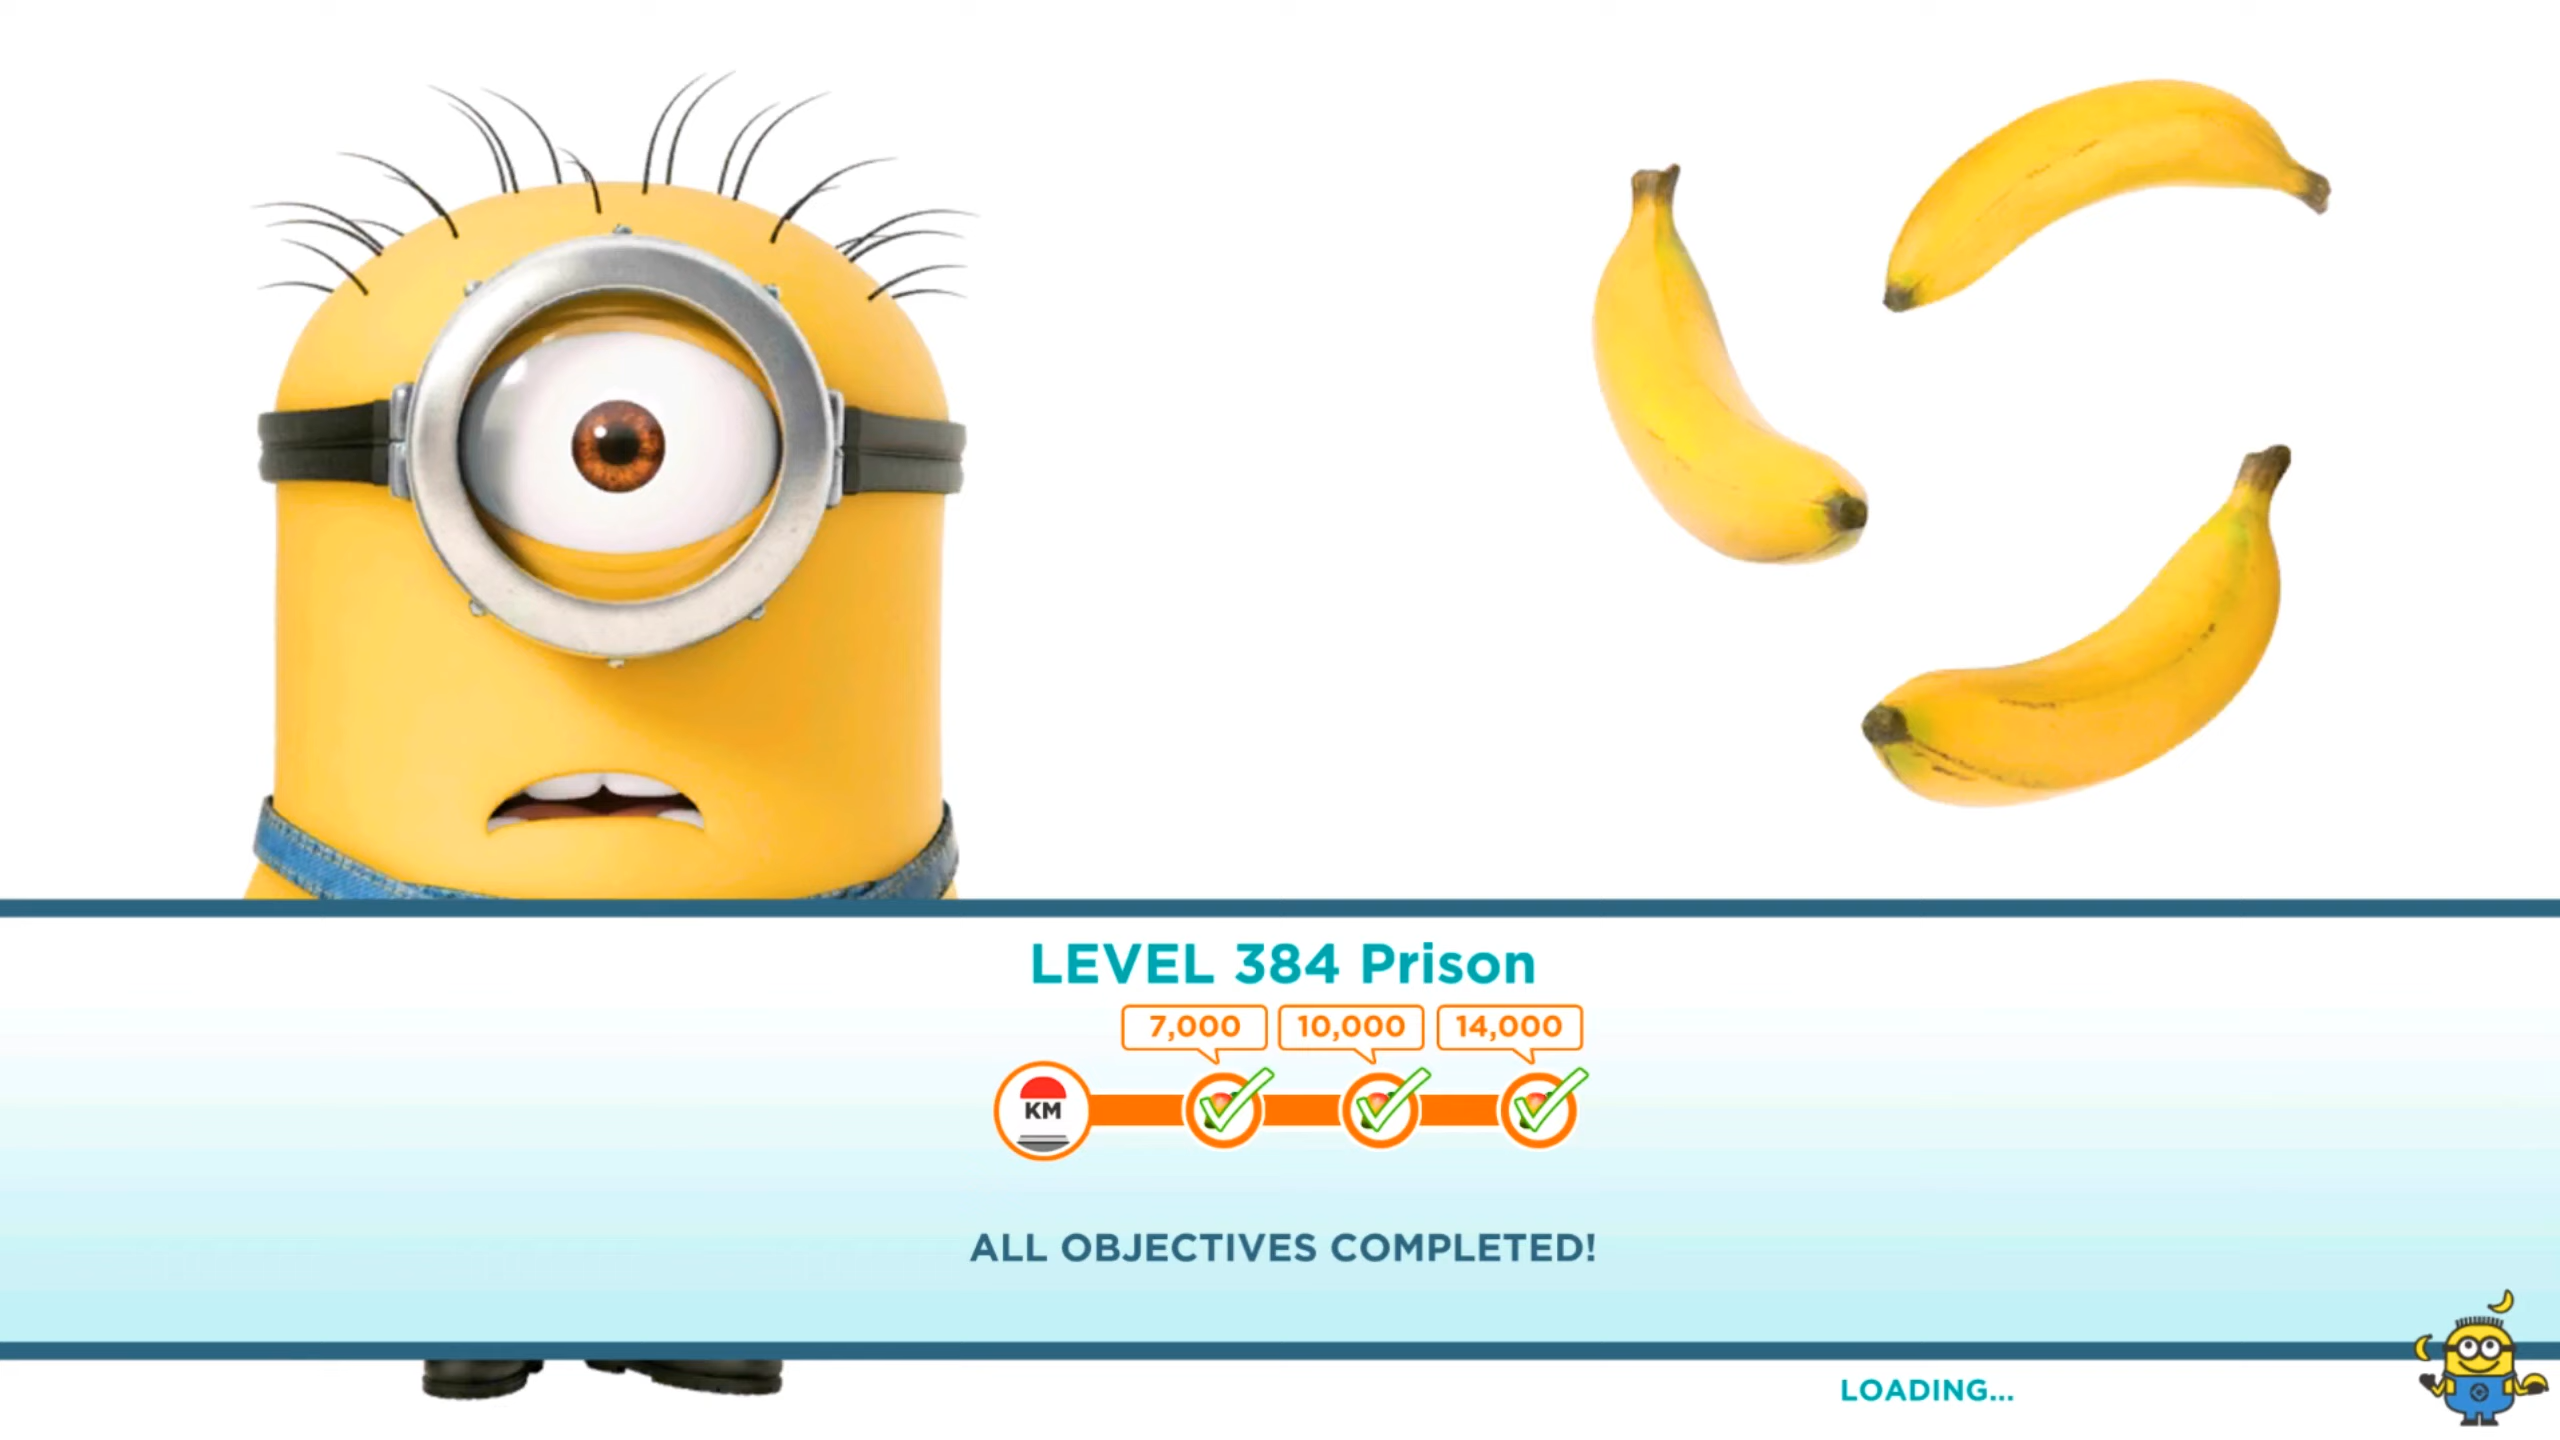 LEVEL 384 Prison
7,000 10,000 14,000
KM
ALL OBJECTIVES COMPLETED!
LOADING...